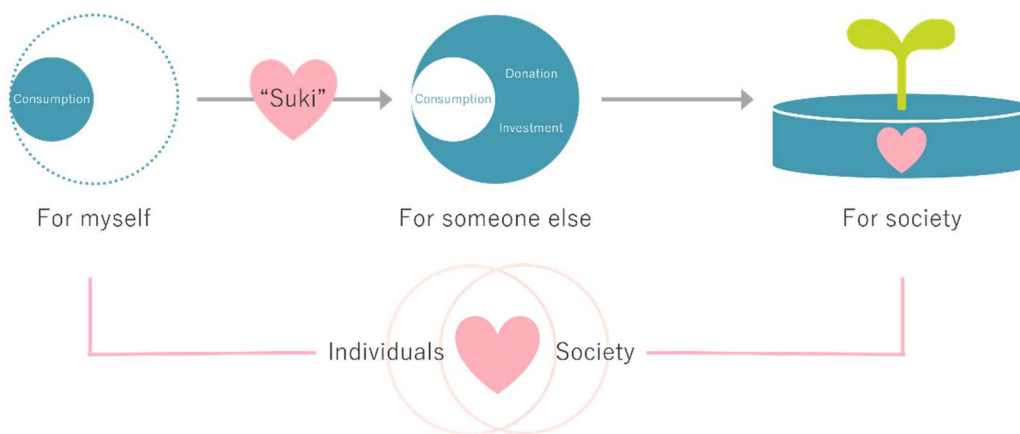 Consumption
“Suki”
Donation
Consumption
Investment
For myself
For someone else
For society
Individuals
Society